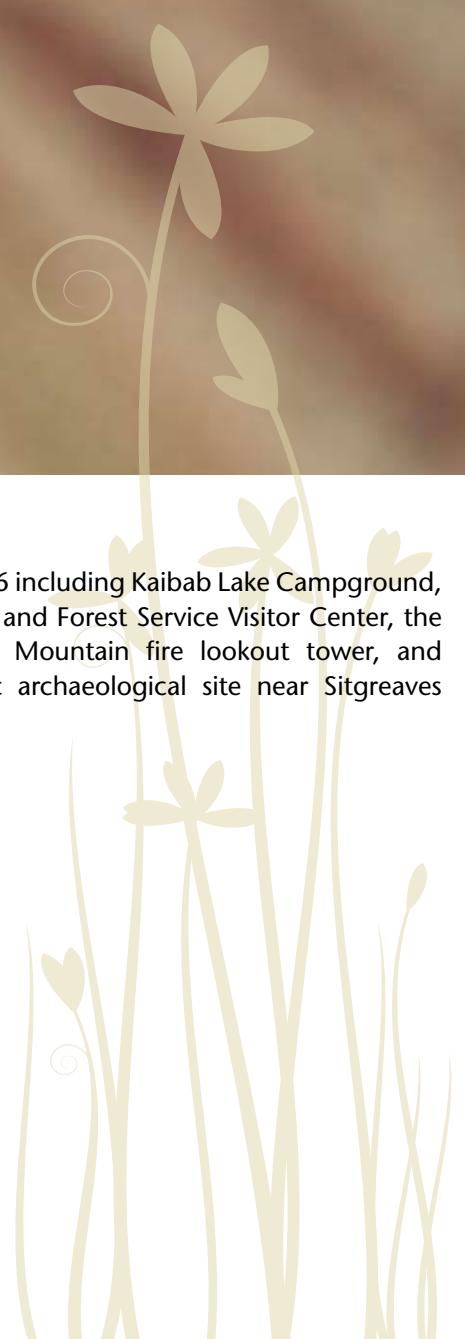 6 including Kaibab Lake Campground,
and Forest Service Visitor Center, the
Mountain fire lookout tower, and
archaeological site near Sitgreaves